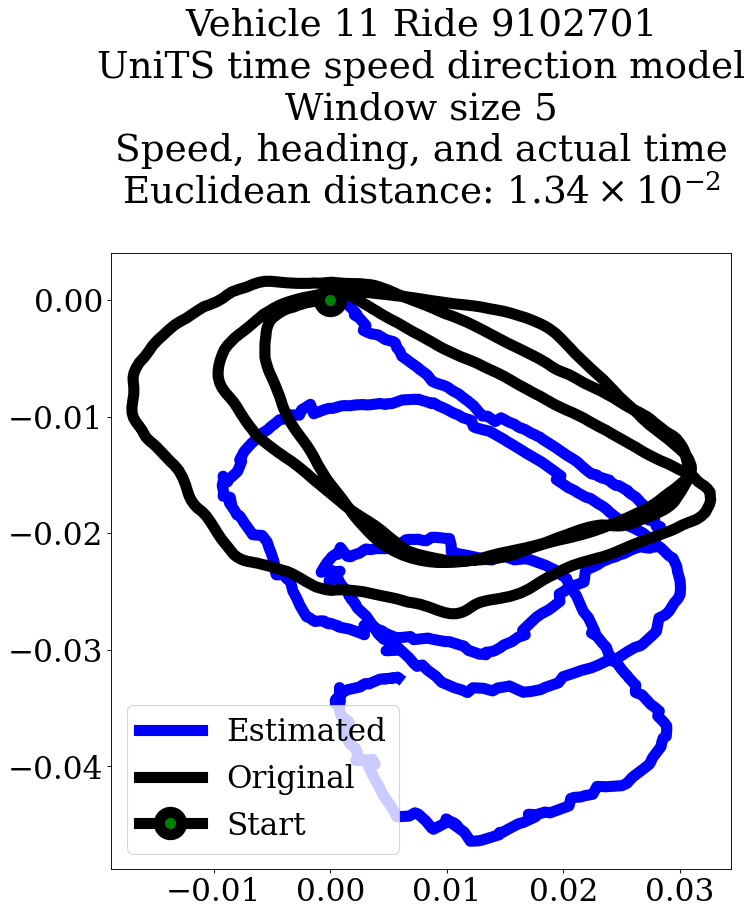 Vehicle 11 Ride 9102701
UniTS time speed direction model
Window size 5
Speed, heading, and actual time
Euclidean distance: 1.34 × 10⁻²
0.00
−0.01
−0.02
−0.03
−0.04
Estimated
Original
Start
−0.01 0.00 0.01 0.02 0.03